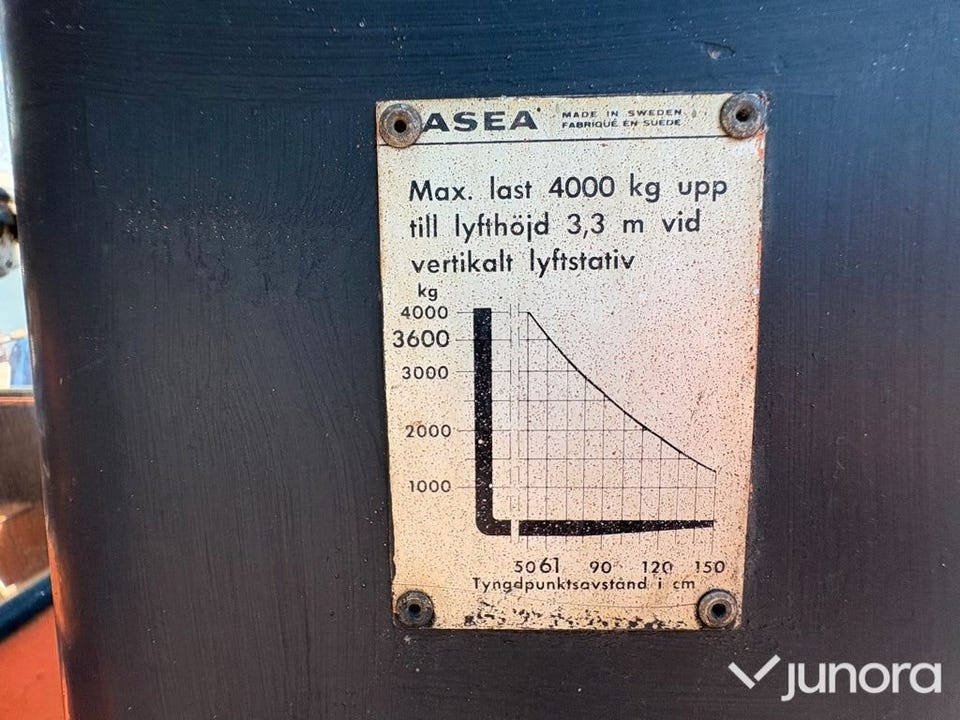 ASEA MADE IN SWEDEN
FABRIQUÉ EN SUÈDE
Max. last 4000 kg upp
till lyfthöjd 3,3 m vid
vertikalt lyftstativ
kg
4000
3600
3000
2000
1000
50 61 90 120 150
Tyngdpunktsavstånd i cm
junora